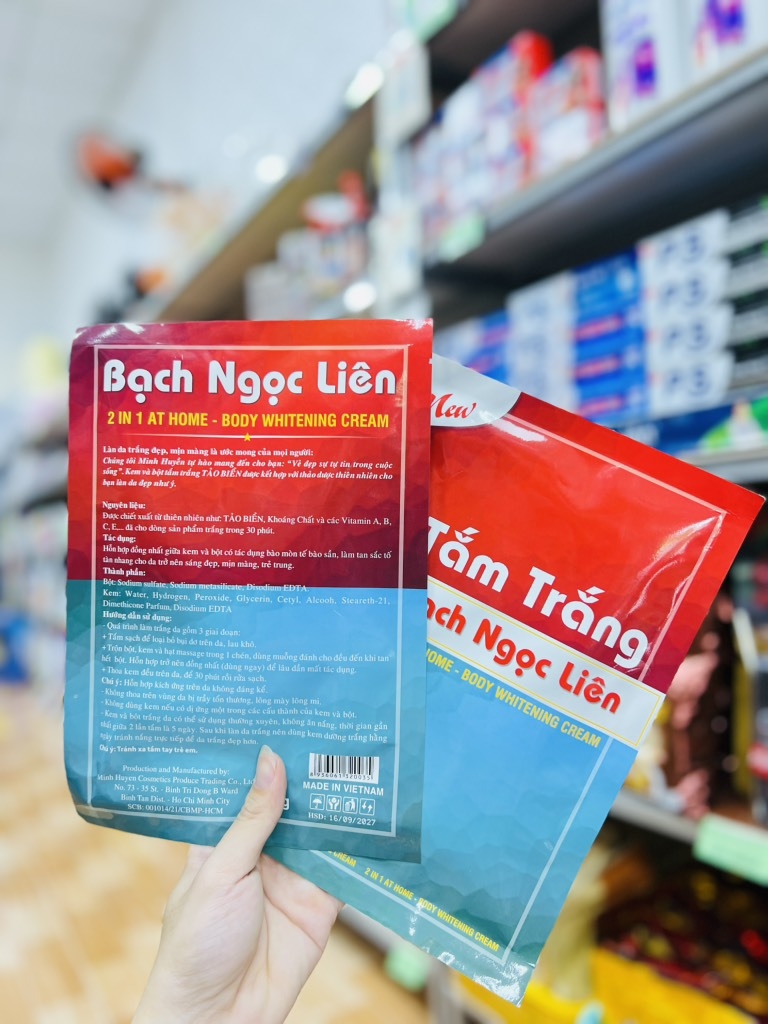 Bạch Ngọc Liên
2 IN 1 AT HOME - BODY WHITENING CREAM
Làn da trắng đẹp, mịn màng là ước mong của mọi người:
Chúng tôi Minh Huyền tự hào mang đến cho bạn: "Vẻ đẹp sự tự tin trong cuộc
sống". Kem và bột tắm trắng TẢO BIỂN được kết hợp với thảo dược thiên nhiên cho
bạn làn da đẹp như ý.
Nguyên liệu:
Được chiết xuất từ thiên nhiên như: TẢO BIỂN, Khoáng Chất và các Vitamin A, B,
C, E,... đã cho dòng sản phẩm trắng trong 30 phút.
Tác dụng:
Hỗn hợp đồng nhất giữa kem và bột có tác dụng bào mòn tế bào sần, làm tan sắc tố
tàn nhang cho da trở nên sáng đẹp, mịn màng, trẻ trung.
Thành phần:
Bột: Sodium sulfate, Sodium metasilicate, Disodium EDTA.
Kem: Water, Hydrogen, Peroxide, Glycerin, Cetyl, Alcooh, Steareth-21,
Dimethicone Parfum, Disodium EDTA
Hướng dẫn sử dụng:
- Quá trình làm trắng da gồm 3 giai đoạn:
+ Tắm sạch để loại bỏ bụi dơ trên da, lau khô.
+ Trộn bột, kem và hạt massage trong 1 chén, dùng muỗng đánh cho đều đến khi tan
hết bột. Hỗn hợp trở nên đồng nhất (dùng ngay) để lâu dần mất tác dụng.
+ Thoa kem đều trên da, để 30 phút rồi rửa sạch.
Chú ý: Hỗn hợp kích ứng trên da không đáng kể.
- Không thoa trên vùng da bị trầy tổn thương, lông mày lông mi.
- Không dùng kem nếu có dị ứng một trong các cấu thành của kem và bột.
- Kem và bột trắng da có thể sử dụng thường xuyên, không ăn nắng, thời gian gần
thiết giữa 2 lần tắm là 5 ngày. Sau khi làn da trắng nên dùng kem dưỡng trắng hằng
ngày tránh nắng trực tiếp để da trắng đẹp hơn.
Chú ý: Tránh xa tầm tay trẻ em.
Production and Manufactured by:
Minh Huyen Cosmetics Produce Trading Co., Ltd
No. 73 - 35 St. - Binh Tri Dong B Ward
Binh Tan Dist. - Ho Chi Minh City
SCB: 001014/21/CBMP-HCM
MADE IN VIETNAM
HSD: 16/09/2027
New
Tắm Trắng
ạch Ngọc Liên
HOME - BODY WHITENING CREAM
CREAM 2 IN 1 AT HOME - BODY WHITENING CREAM
P/S
P/S
P/S
P/S